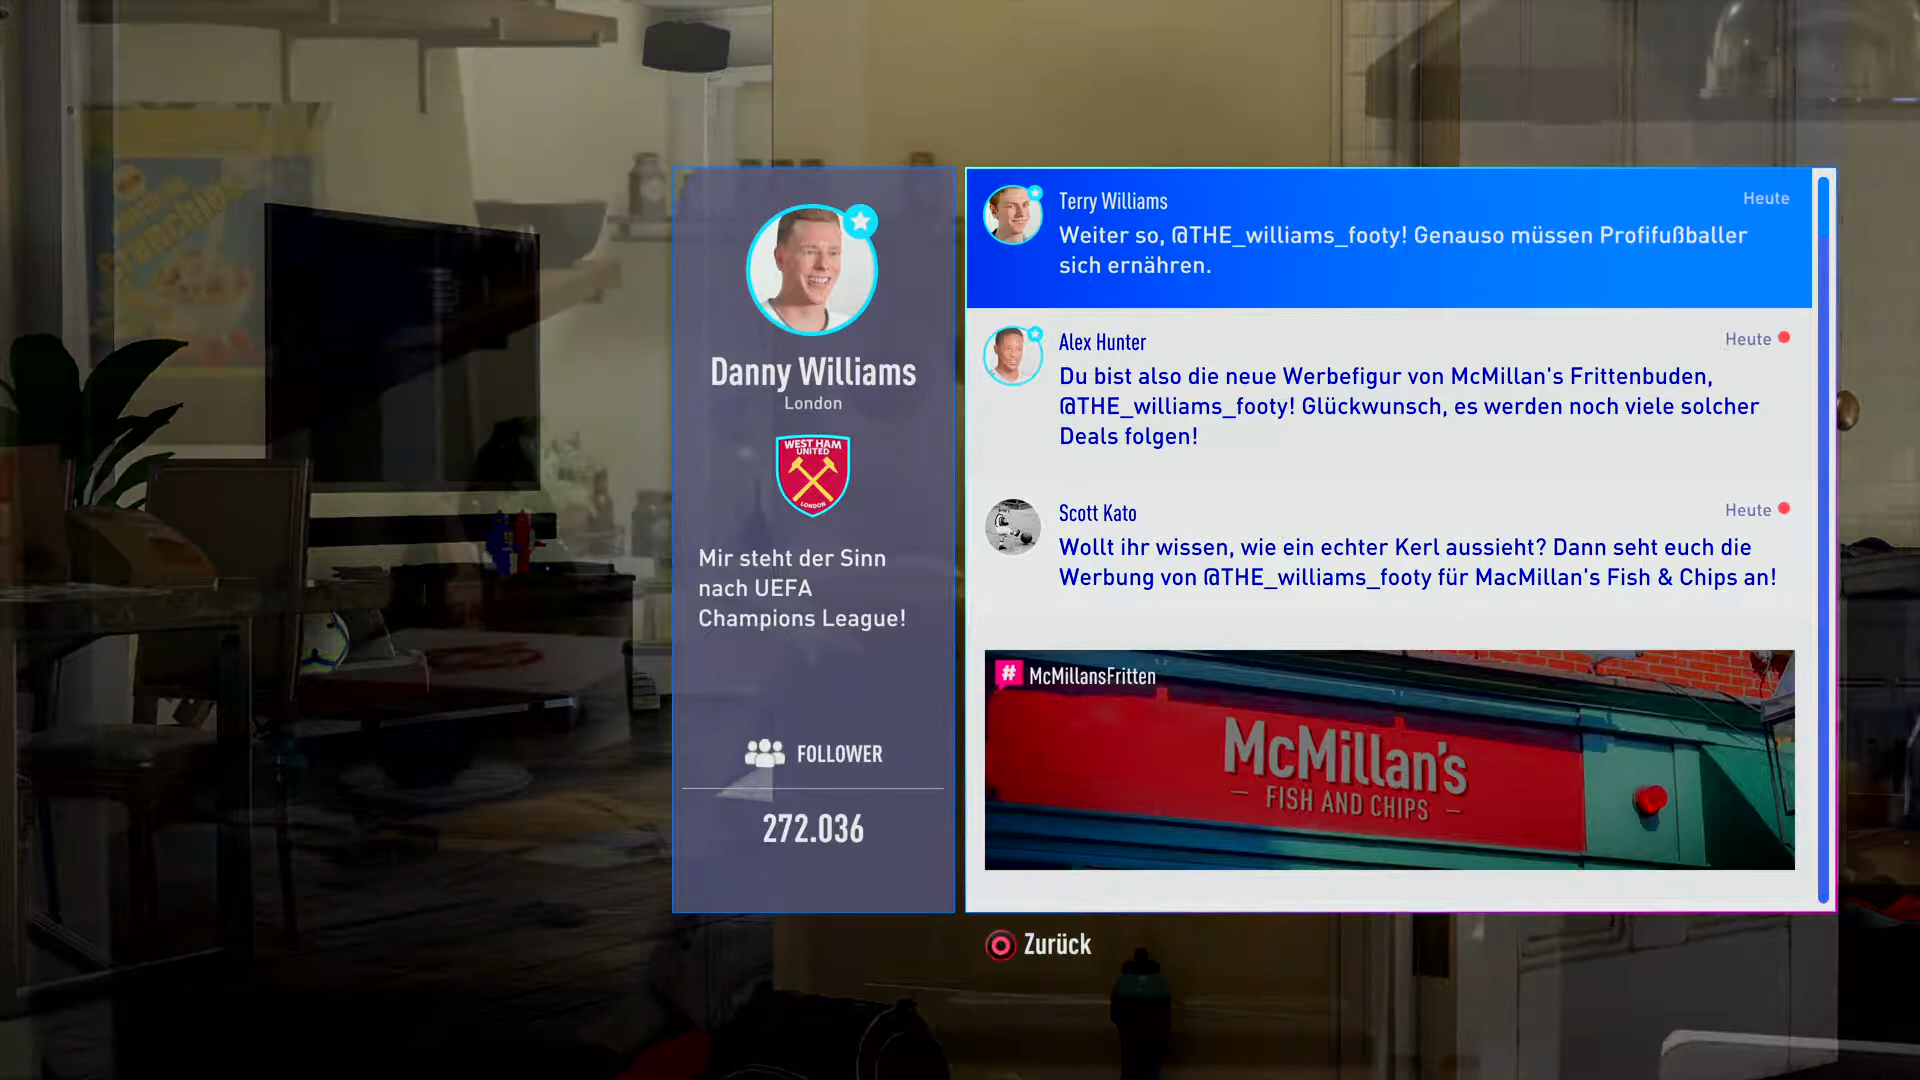 Danny Williams
London
WEST HAM
UNITED
LONDON
Mir steht der Sinn
nach UEFA
Champions League!
FOLLOWER
272.036
Terry Williams
Heute
Weiter so, @THE_williams_footy! Genauso müssen Profifußballer
sich ernähren.
Alex Hunter
Heute
Du bist also die neue Werbefigur von McMillan's Frittenbuden,
@THE_williams_footy! Glückwunsch, es werden noch viele solcher
Deals folgen!
Scott Kato
Heute
Wollt ihr wissen, wie ein echter Kerl aussieht? Dann seht euch die
Werbung von @THE_williams_footy für MacMillan's Fish & Chips an!
# McMillansFritten
McMillan's
– FISH AND CHIPS –
Zurück